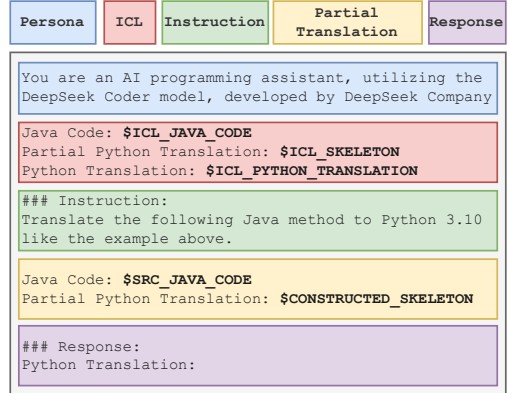 Persona
ICL
Instruction
Partial
Translation
Response
You are an AI programming assistant, utilizing the
DeepSeek Coder model, developed by DeepSeek Company
Java Code: $ICL_JAVA_CODE
Partial Python Translation: $ICL_SKELETON
Python Translation: $ICL_PYTHON_TRANSLATION
### Instruction:
Translate the following Java method to Python 3.10
like the example above.
Java Code: $SRC_JAVA_CODE
Partial Python Translation: $CONSTRUCTED_SKELETON
### Response:
Python Translation: